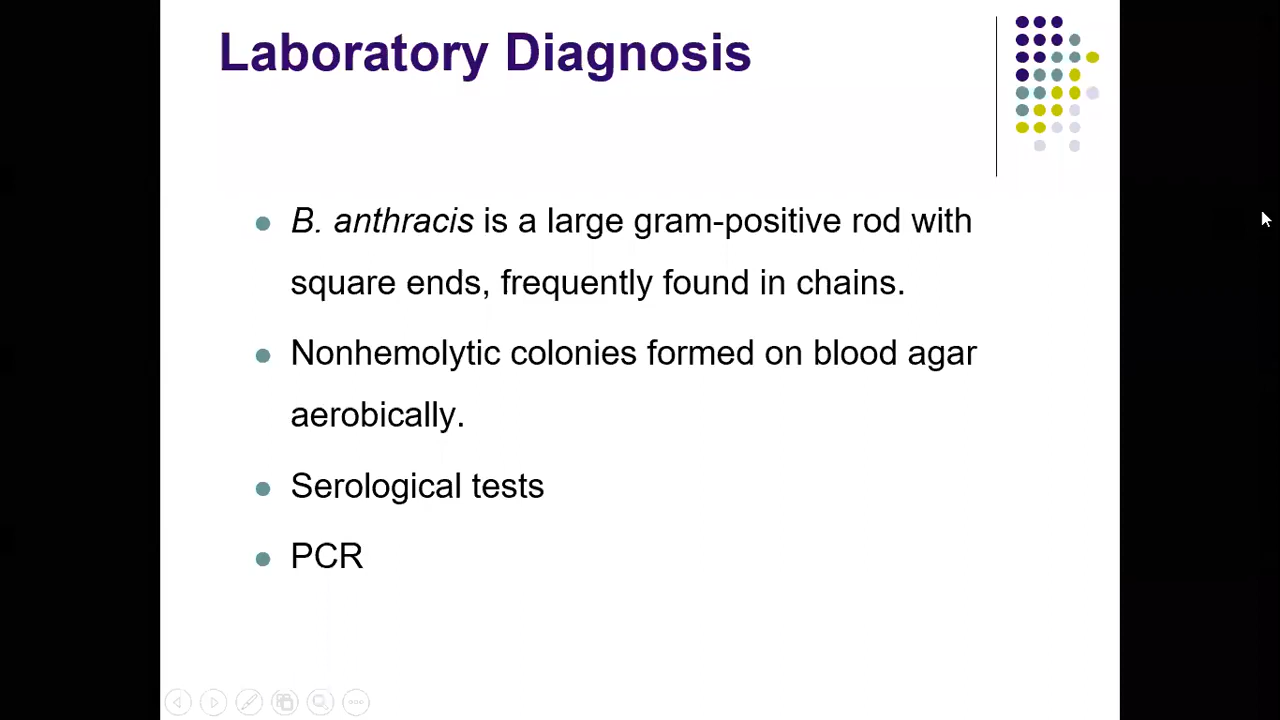 Laboratory Diagnosis
B. anthracis is a large gram-positive rod with
square ends, frequently found in chains.
Nonhemolytic colonies formed on blood agar
aerobically.
Serological tests
PCR